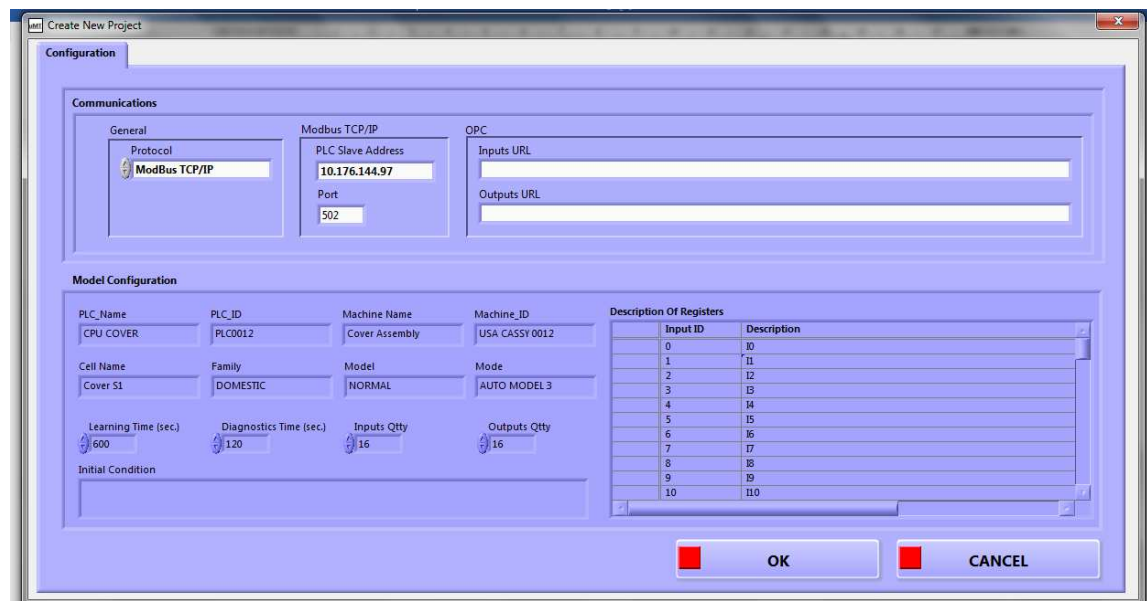 uMT Create New Project
Configuration
Communications
General
Protocol
ModBus TCP/IP
Modbus TCP/IP
PLC Slave Address
10.176.144.97
Port
502
OPC
Inputs URL
Outputs URL
Model Configuration
PLC_Name PLC_ID Machine Name Machine_ID
CPU COVER PLC0012 Cover Assembly USA CASSY 0012
Cell Name Family Model Mode
Cover S1 DOMESTIC NORMAL AUTO MODEL 3
Learning Time (sec.) Diagnostics Time (sec.) Inputs Qtty Outputs Qtty
600 120 16 16
Initial Condition
Description Of Registers
Input ID Description
0 I0
1 I1
2 I2
3 I3
4 I4
5 I5
6 I6
7 I7
8 I8
9 I9
10 I10
OK CANCEL